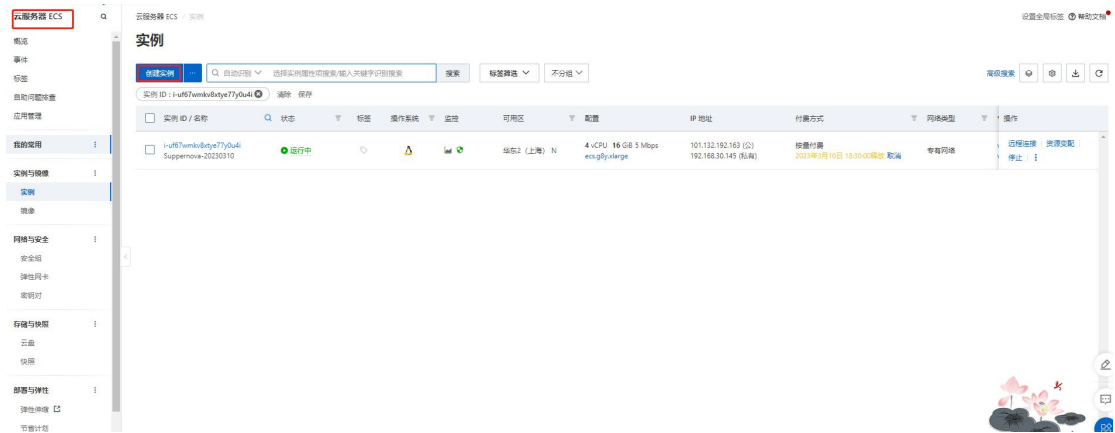 云服务器 ECS
云服务器 ECS / 实例
设置全局标签 帮助文档
概览
事件
标签
自助问题排查
应用管理
我的常用
实例与镜像
实例
镜像
网络与安全
安全组
弹性网卡
密钥对
存储与快照
云盘
快照
部署与弹性
弹性伸缩
节省计划
实例
创建实例 ... 自动识别 选择实例属性项搜索/输入关键字识别搜索 搜索 标签筛选 不分组 高级搜索
实例 ID : i-uf67wmkv8xtye77y0u4i 清除 保存
实例 ID / 名称 状态 标签 操作系统 监控 可用区 配置 IP 地址 付费方式 网络类型 操作
i-uf67wmkv8xtye77y0u4i 运行中 华东2（上海） N 4 vCPU 16 GiB 5 Mbps 101.132.192.163 (公) 按量付费 专有网络 远程连接 资源变配
Suppernova-20230310 ecs.g8y.xlarge 192.168.30.145 (私有) 2023年3月10日 18:30:00释放 取消 停止